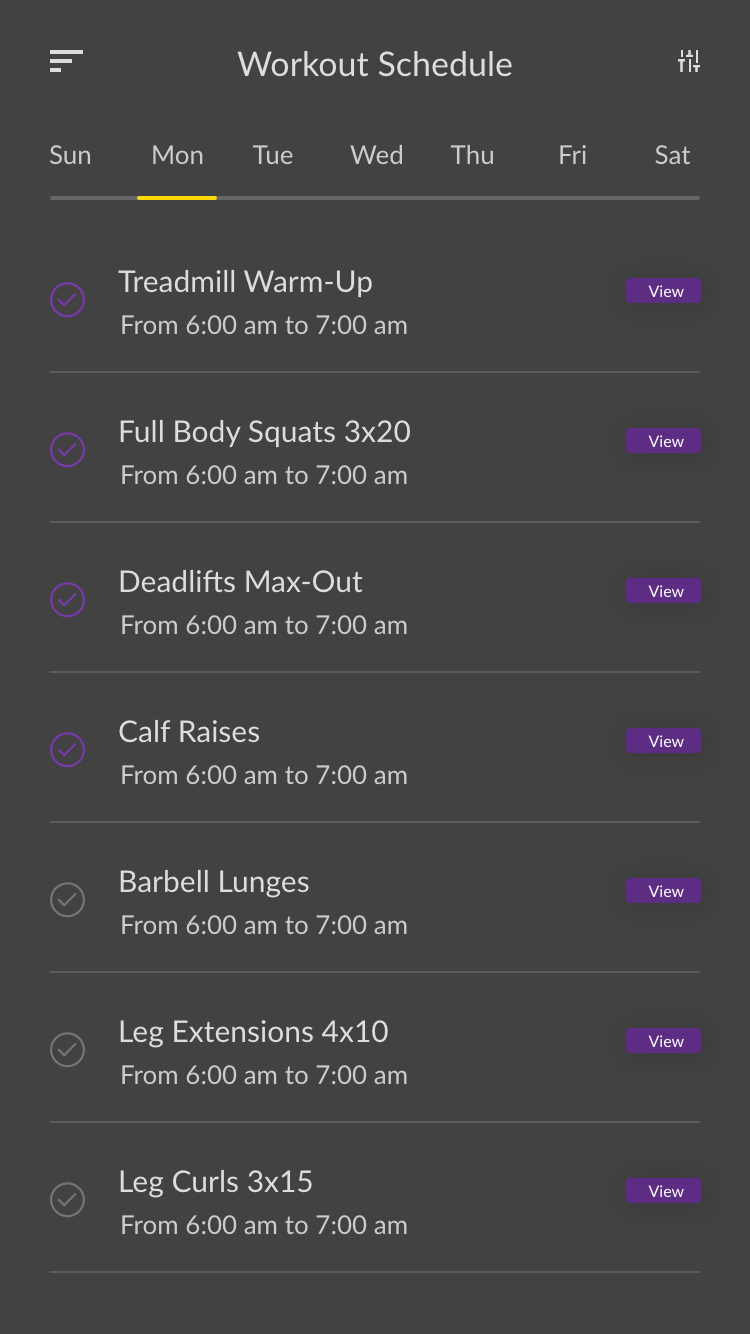 Workout Schedule
Sun Mon Tue Wed Thu Fri Sat
Treadmill Warm-Up
View
From 6:00 am to 7:00 am
Full Body Squats 3x20
View
From 6:00 am to 7:00 am
Deadlifts Max-Out
View
From 6:00 am to 7:00 am
Calf Raises
View
From 6:00 am to 7:00 am
Barbell Lunges
View
From 6:00 am to 7:00 am
Leg Extensions 4x10
View
From 6:00 am to 7:00 am
Leg Curls 3x15
View
From 6:00 am to 7:00 am